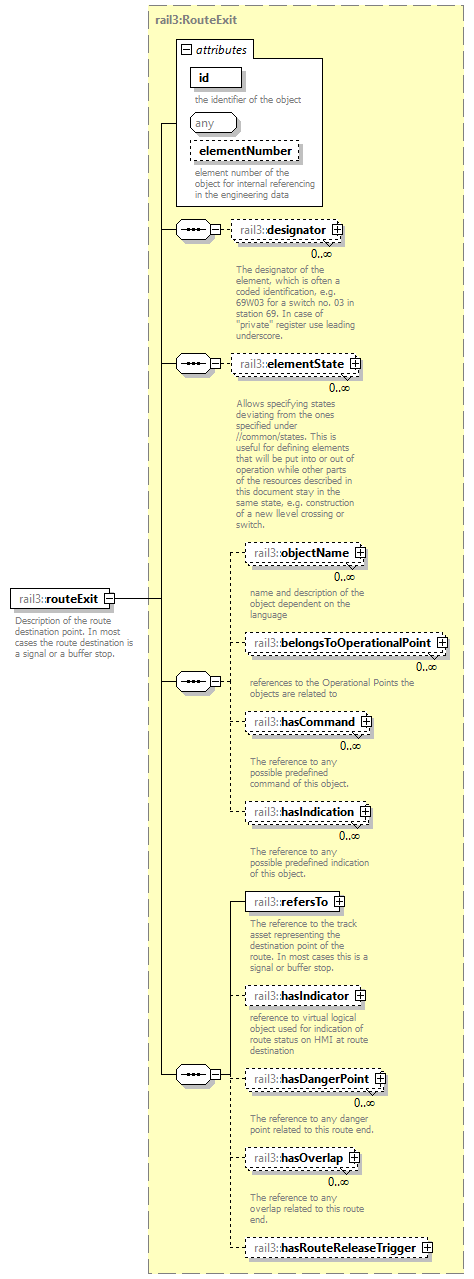 rail3:RouteExit
attributes
id
the identifier of the object
any
elementNumber
element number of the
object for internal referencing
in the engineering data
rail3:designator
0..∞
The designator of the
element, which is often a
coded identification, e.g.
69W03 for a switch no. 03 in
station 69. In case of
"private" register use leading
underscore.
rail3:elementState
0..∞
Allows specifying states
deviating from the ones
specified under
//common/states. This is
useful for defining elements
that will be put into or out of
operation while other parts
of the resources described in
this document stay in the
same state, e.g. construction
of a new llevel crossing or
switch.
rail3:objectName
0..∞
name and description of the
object dependent on the
language
rail3:routeExit
Description of the route
destination point. In most
cases the route destination is
a signal or a buffer stop.
rail3:belongsToOperationalPoint
0..∞
references to the Operational Points the
objects are related to
rail3:hasCommand
0..∞
The reference to any
possible predefined
command of this object.
rail3:hasIndication
0..∞
The reference to any
possible predefined indication
of this object.
rail3:refersTo
The reference to the track
asset representing the
destination point of the
route. In most cases this is a
signal or buffer stop.
rail3:hasIndicator
reference to virtual logical
object used for indication of
route status on HMI at route
destination
rail3:hasDangerPoint
0..∞
The reference to any danger
point related to this route end.
rail3:hasOverlap
0..∞
The reference to any
overlap related to this route
end.
rail3:hasRouteReleaseTrigger